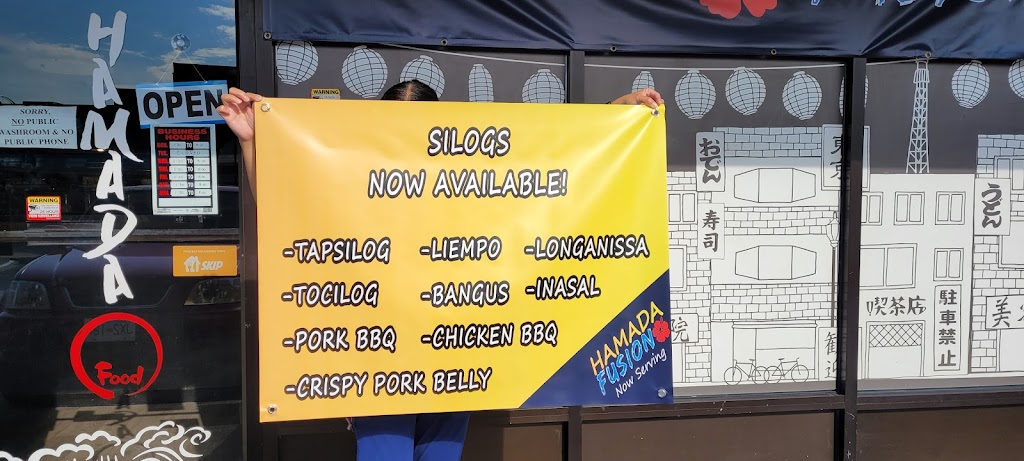 HAMADA
Food
SORRY,
NO PUBLIC
WASHROOM & NO
PUBLIC PHONE
OPEN
BUSINESS
HOURS
WARNING
SKIP
WARNING
SILOGS
NOW AVAILABLE!
-TAPSILOG -LIEMPO -LONGANISSA
-TOCILOG -BANGUS -INASAL
-PORK BBQ -CHICKEN BBQ
-CRISPY PORK BELLY
HAMADA
FUSION
Now Serving
おでん
寿司
うどん
喫茶店
駐車禁止